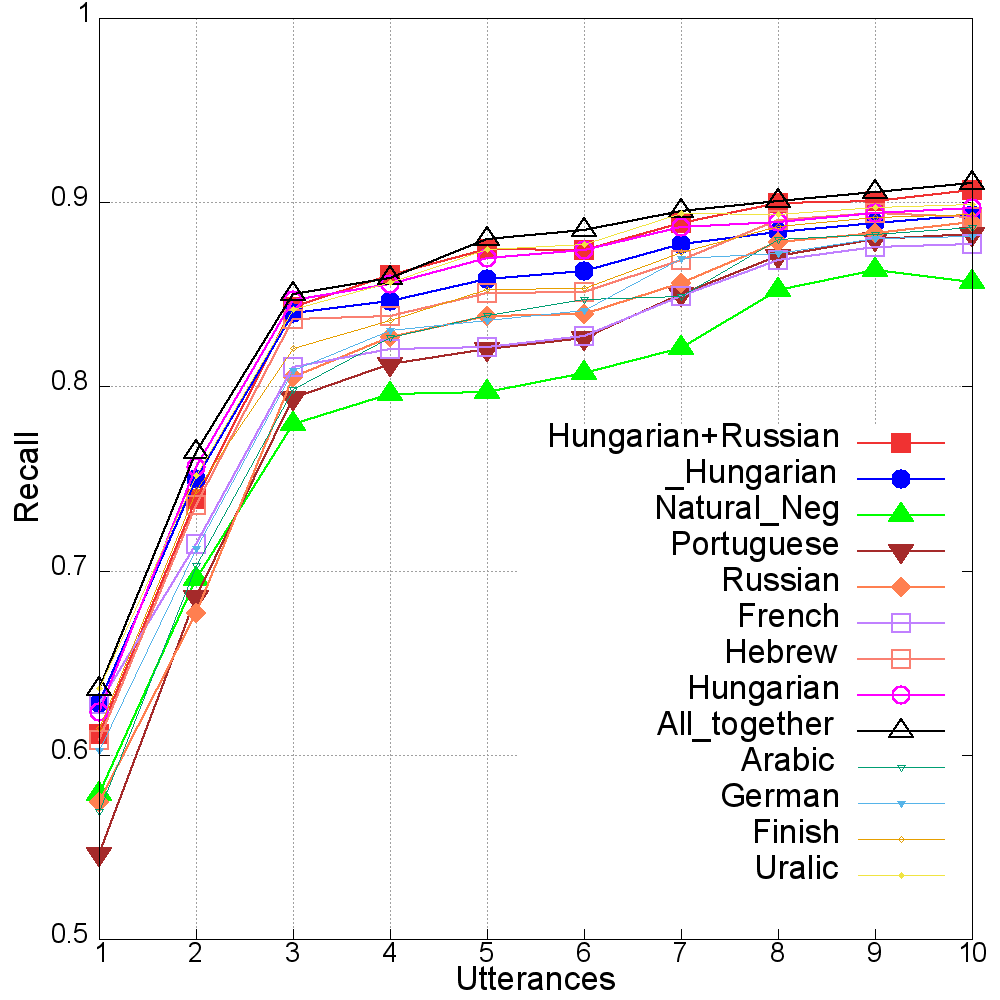 1
0.9
0.8
0.7
0.6
0.5
Recall
Hungarian+Russian
_Hungarian
Natural_Neg
Portuguese
Russian
French
Hebrew
Hungarian
All_together
Arabic
German
Finish
Uralic
1 2 3 4 5 6 7 8 9 10
Utterances